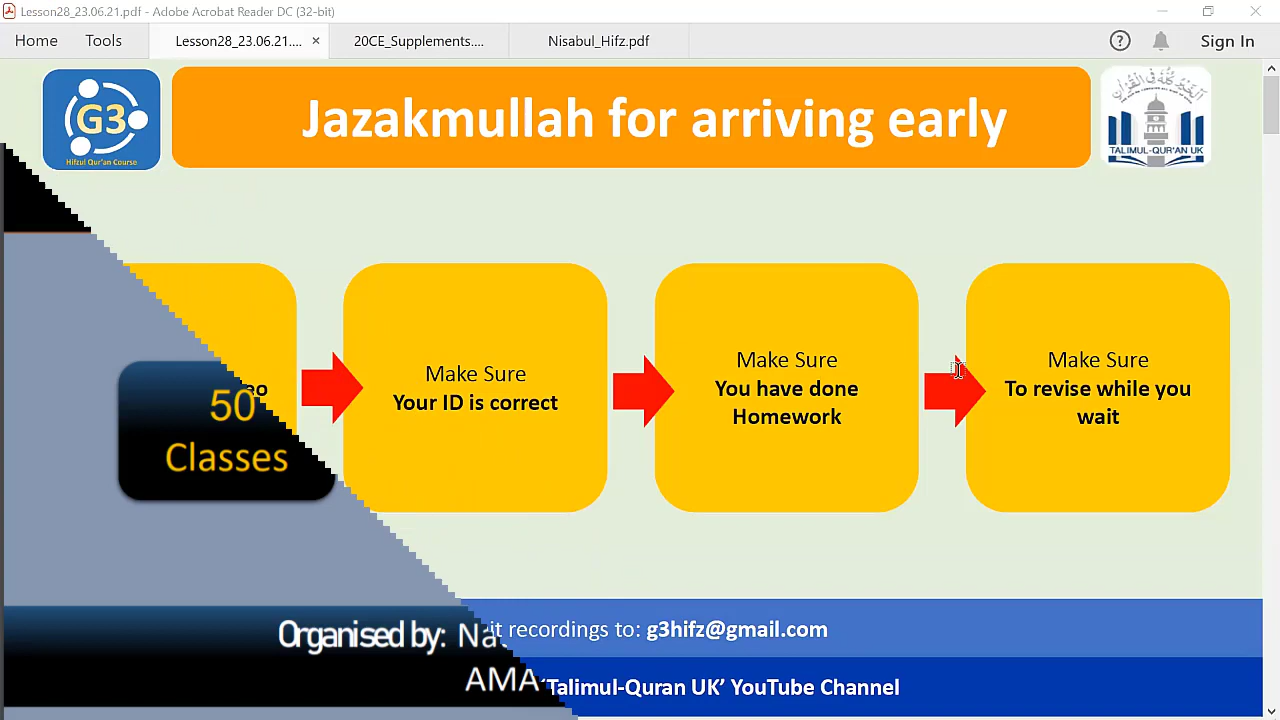 Lesson28_23.06.21.pdf - Adobe Acrobat Reader DC (32-bit)
Home Tools Lesson28_23.06.21.... × 20CE_Supplements.... Nisabul_Hifz.pdf Sign In
G3
Hifzul Qur'an Course
Jazakmullah for arriving early
TALIMUL-QUR'AN UK
50
Classes
Make Sure
Your ID is correct
Make Sure
You have done
Homework
Make Sure
To revise while you
wait
Organised by:
recordings to: g3hifz@gmail.com
AMA
‘Talimul-Quran UK’ YouTube Channel